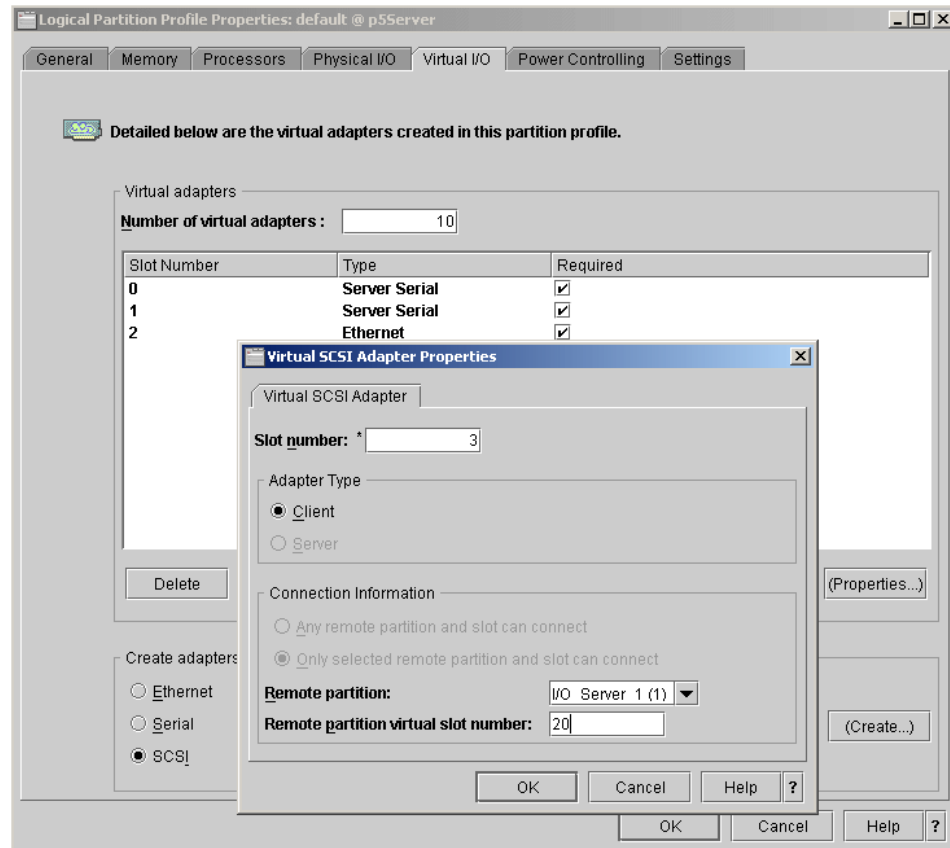 Logical Partition Profile Properties: default @ p5Server
General Memory Processors Physical I/O Virtual I/O Power Controlling Settings
Detailed below are the virtual adapters created in this partition profile.
Virtual adapters
Number of virtual adapters : 10
Slot Number Type Required
0 Server Serial
1 Server Serial
2 Ethernet
Virtual SCSI Adapter Properties
Virtual SCSI Adapter
Slot number: * 3
Adapter Type
Client
Server
Delete
(Properties...)
Connection Information
Any remote partition and slot can connect
Only selected remote partition and slot can connect
Remote partition: I/O Server 1 (1)
Remote partition virtual slot number: 20
Create adapters
Ethernet
Serial
SCSI
(Create...)
OK Cancel Help ?
OK Cancel Help ?